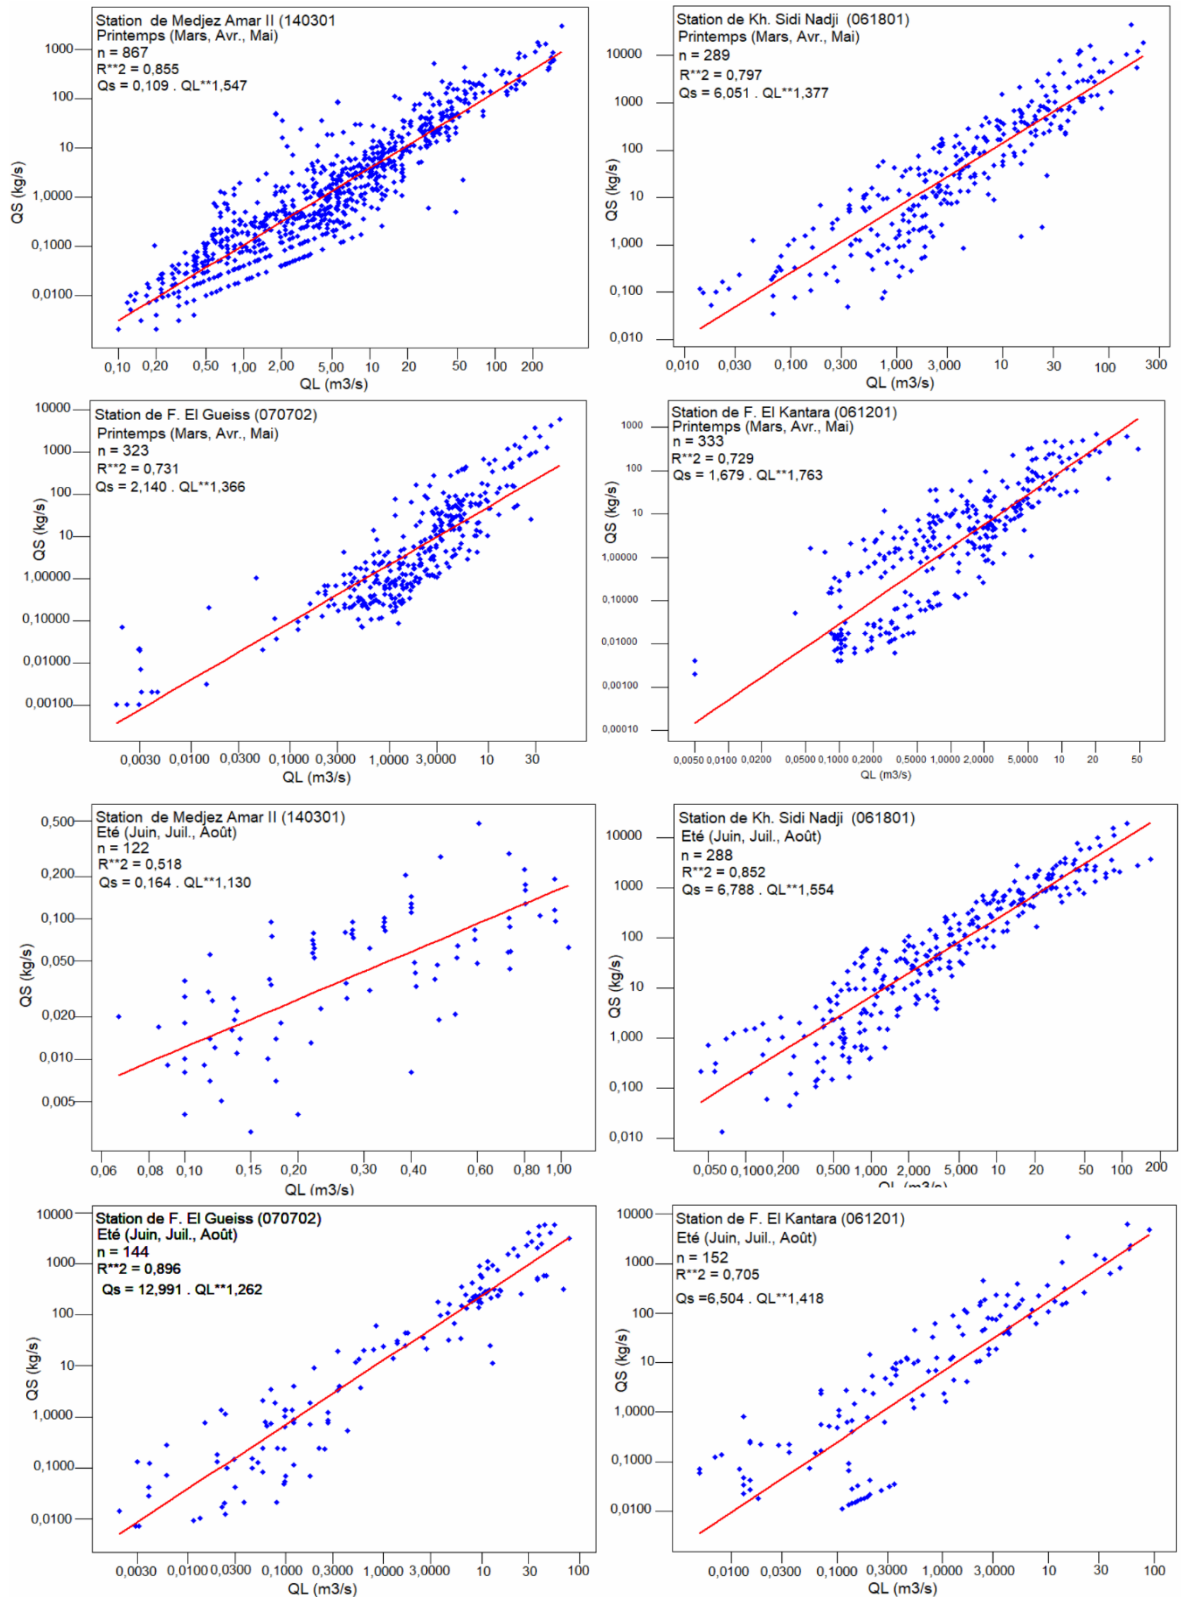 Station de Medjez Amar II (140301
Printemps (Mars, Avr., Mai)
n = 867
R**2 = 0,855
Qs = 0,109 . QL**1,547
QS (kg/s)
1000
100
10
1,0000
0,1000
0,0100
0,10 0,20 0,50 1,00 2,00 5,00 10 20 50 100 200
QL (m3/s)
Station de Kh. Sidi Nadji (061801)
Printemps (Mars, Avr., Mai)
n = 289
R**2 = 0,797
Qs = 6,051 . QL**1,377
QS (kg/s)
10000
1000
100
10
1,000
0,100
0,010
0,010 0,030 0,100 0,300 1,000 3,000 10 30 100 300
QL (m3/s)
Station de F. El Gueiss (070702)
Printemps (Mars, Avr., Mai)
n = 323
R**2 = 0,731
Qs = 2,140 . QL**1,366
QS (kg/s)
10000
1000
100
10
1,00000
0,10000
0,01000
0,00100
0,0030 0,0100 0,0300 0,1000 0,3000 1,0000 3,0000 10 30
QL (m3/s)
Station de F. El Kantara (061201)
Printemps (Mars, Avr., Mai)
n = 333
R**2 = 0,729
Qs = 1,679 . QL**1,763
QS (kg/s)
1000
100
10
1,00000
0,10000
0,01000
0,00100
0,00010
0,0050 0,0100 0,0200 0,0500 0,1000 0,2000 0,5000 1,0000 2,0000 5,0000 10 20 50
QL (m3/s)
Station de Medjez Amar II (140301)
Eté (Juin, Juil., Août)
n = 122
R**2 = 0,518
Qs = 0,164 . QL**1,130
QS (kg/s)
0,500
0,200
0,100
0,050
0,020
0,010
0,005
0,06 0,08 0,10 0,15 0,20 0,30 0,40 0,60 0,80 1,00
QL (m3/s)
Station de Kh. Sidi Nadji (061801)
Eté (Juin, Juil., Août)
n = 288
R**2 = 0,852
Qs = 6,788 . QL**1,554
QS (kg/s)
10000
1000
100
10
1,000
0,100
0,010
0,050 0,100 0,200 0,500 1,000 2,000 5,000 10 20 50 100 200
QL (m3/s)
Station de F. El Gueiss (070702)
Eté (Juin, Juil., Août)
n = 144
R**2 = 0,896
Qs = 12,991 . QL**1,262
QS (kg/s)
10000
1000
100
10
1,0000
0,1000
0,0100
0,0030 0,0100 0,0300 0,1000 0,3000 1,0000 3,0000 10 30 100
QL (m3/s)
Station de F. El Kantara (061201)
Eté (Juin, Juil., Août)
n = 152
R**2 = 0,705
Qs =6,504 . QL**1,418
QS (kg/s)
10000
1000
100
10
1,0000
0,1000
0,0100
0,0100 0,0300 0,1000 0,3000 1,0000 3,0000 10 30 100
QL (m3/s)